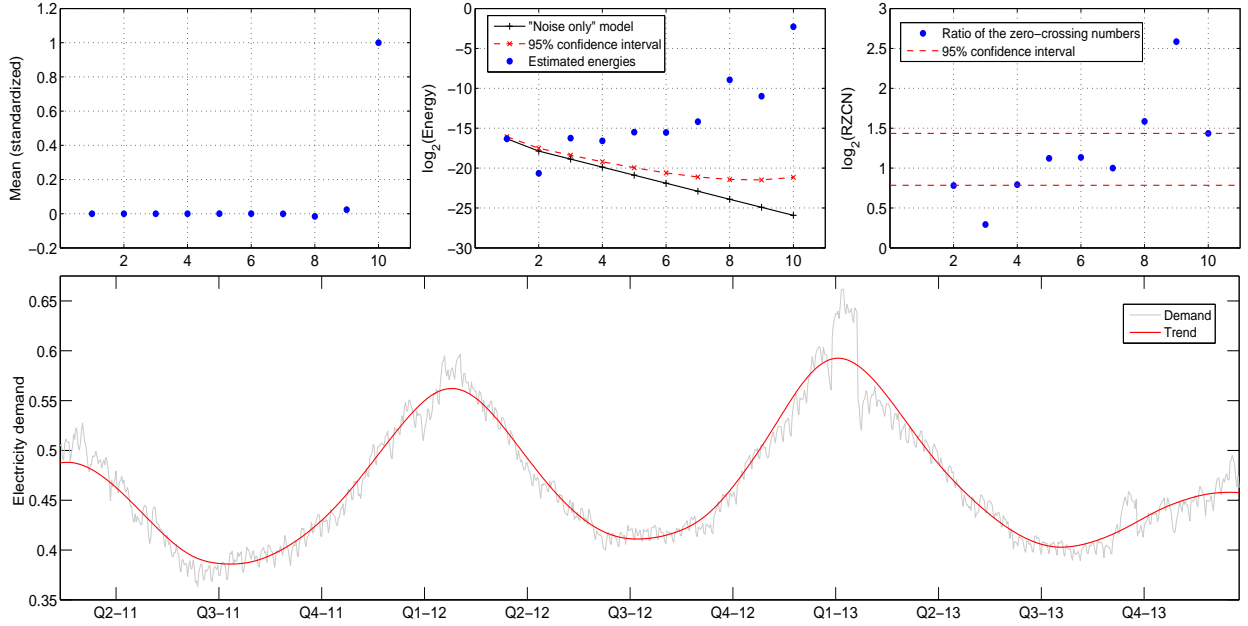 Mean (standardized)
1.2
1
0.8
0.6
0.4
0.2
0
−0.2
2
4
6
8
10
log2(Energy)
0
−5
−10
−15
−20
−25
−30
"Noise only" model
95% confidence interval
Estimated energies
2
4
6
8
10
log2(RZCN)
3
2.5
2
1.5
1
0.5
0
Ratio of the zero−crossing numbers
95% confidence interval
2
4
6
8
10
Electricity demand
0.65
0.6
0.55
0.5
0.45
0.4
0.35
Demand
Trend
Q2−11
Q3−11
Q4−11
Q1−12
Q2−12
Q3−12
Q4−12
Q1−13
Q2−13
Q3−13
Q4−13